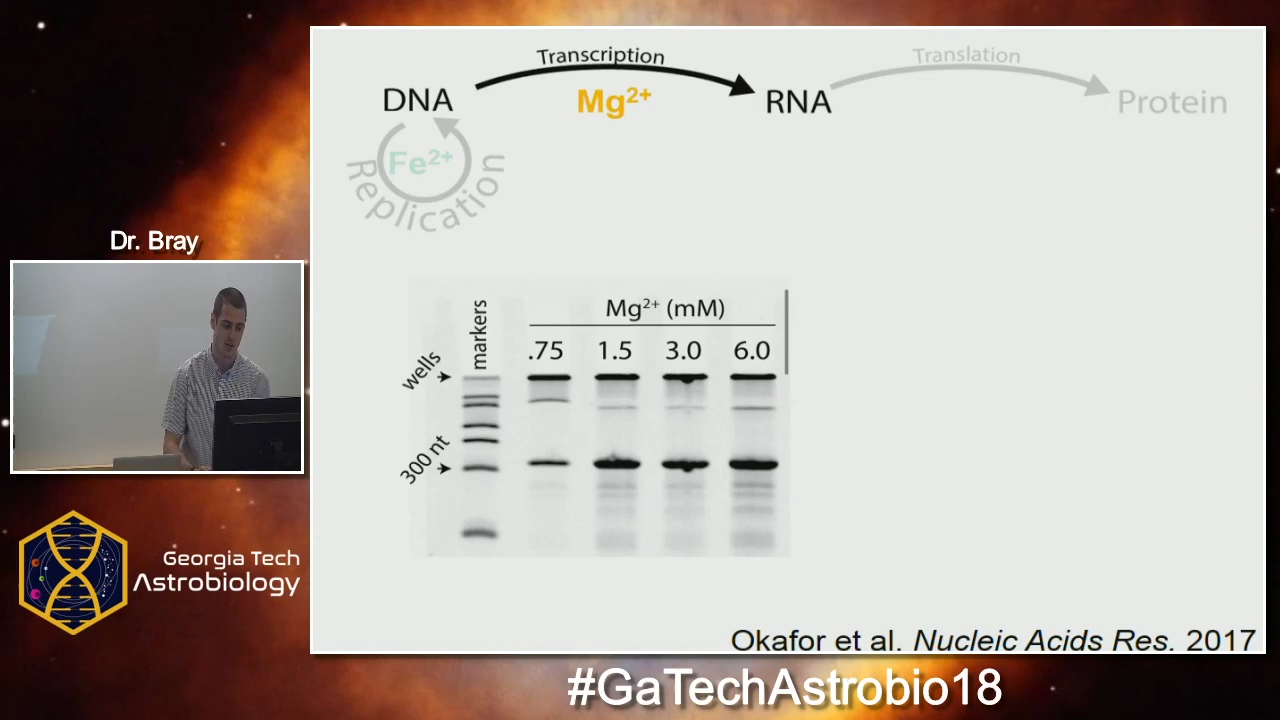 Transcription
Translation
DNA
Mg²⁺
RNA
Protein
Fe²⁺
Replication
Dr. Bray
markers
Mg²⁺ (mM)
.75 1.5 3.0 6.0
wells
300 nt
Georgia Tech
Astrobiology
Okafor et al. Nucleic Acids Res. 2017
#GaTechAstrobio18